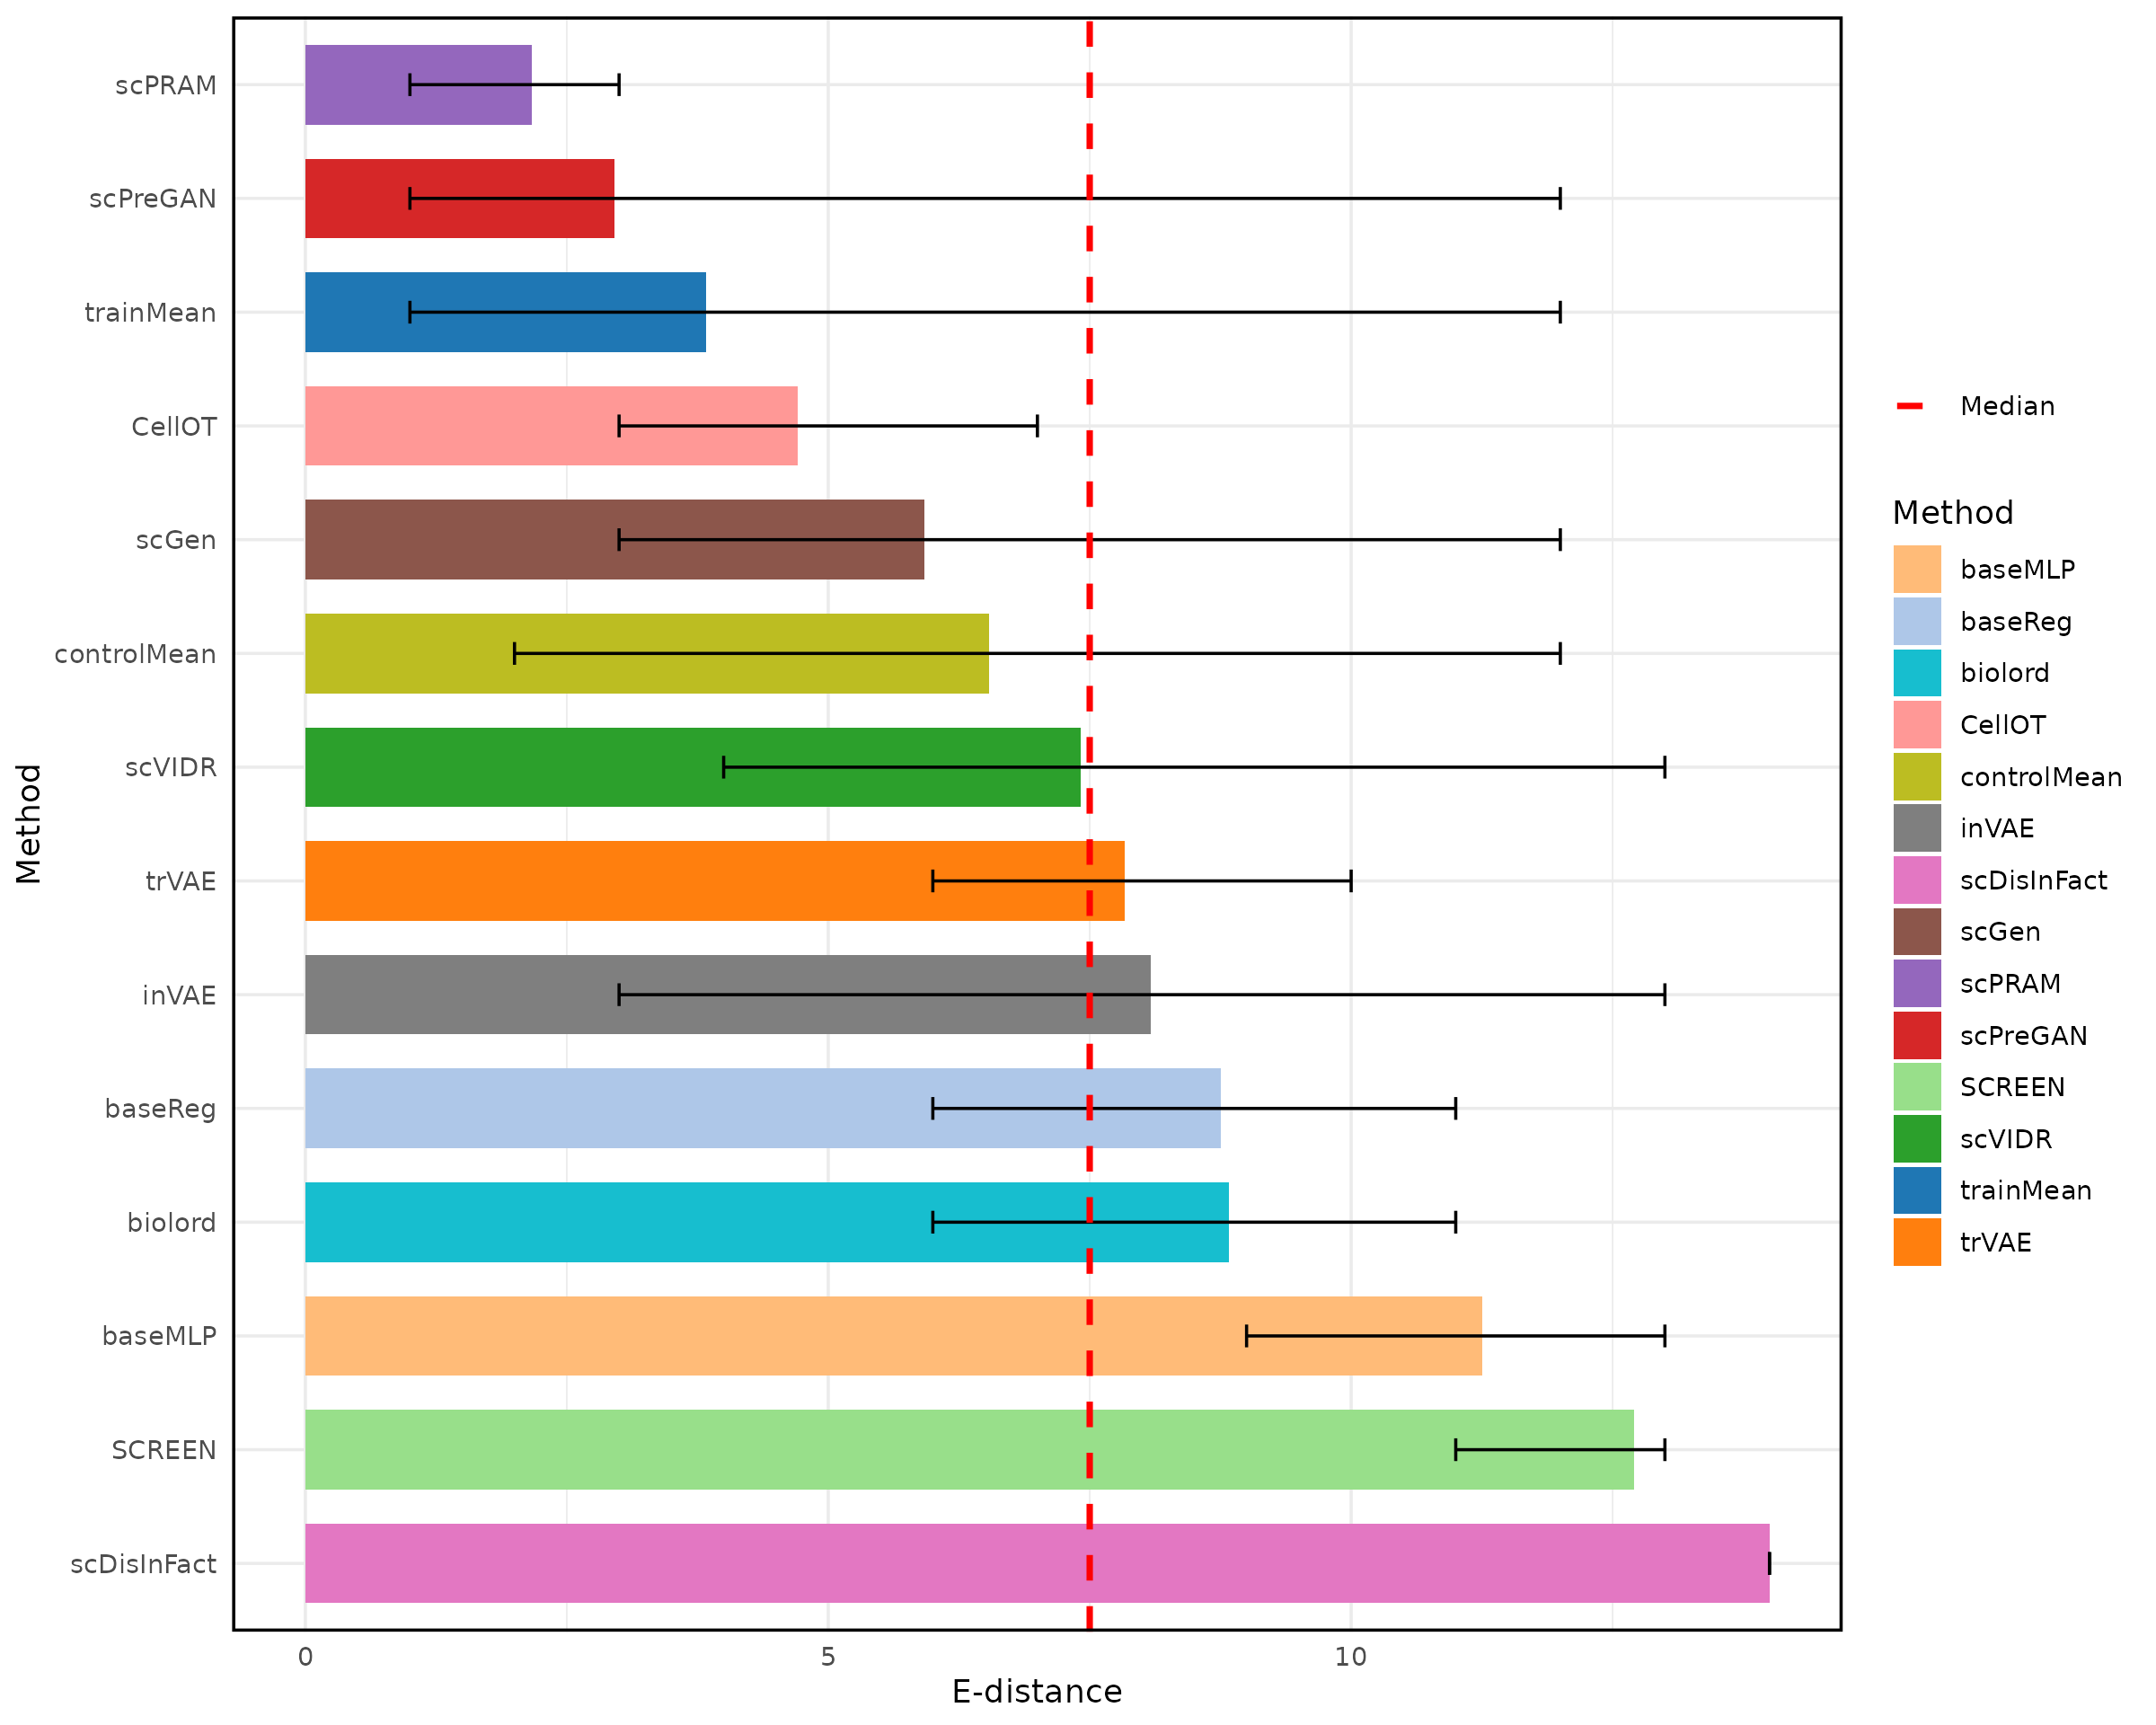 scPRAM
scPreGAN
trainMean
CellOT
scGen
controlMean
scVIDR
trVAE
inVAE
baseReg
biolord
baseMLP
SCREEN
scDisInFact
Method
0 5 10
E-distance
Median
Method
baseMLP
baseReg
biolord
CellOT
controlMean
inVAE
scDisInFact
scGen
scPRAM
scPreGAN
SCREEN
scVIDR
trainMean
trVAE